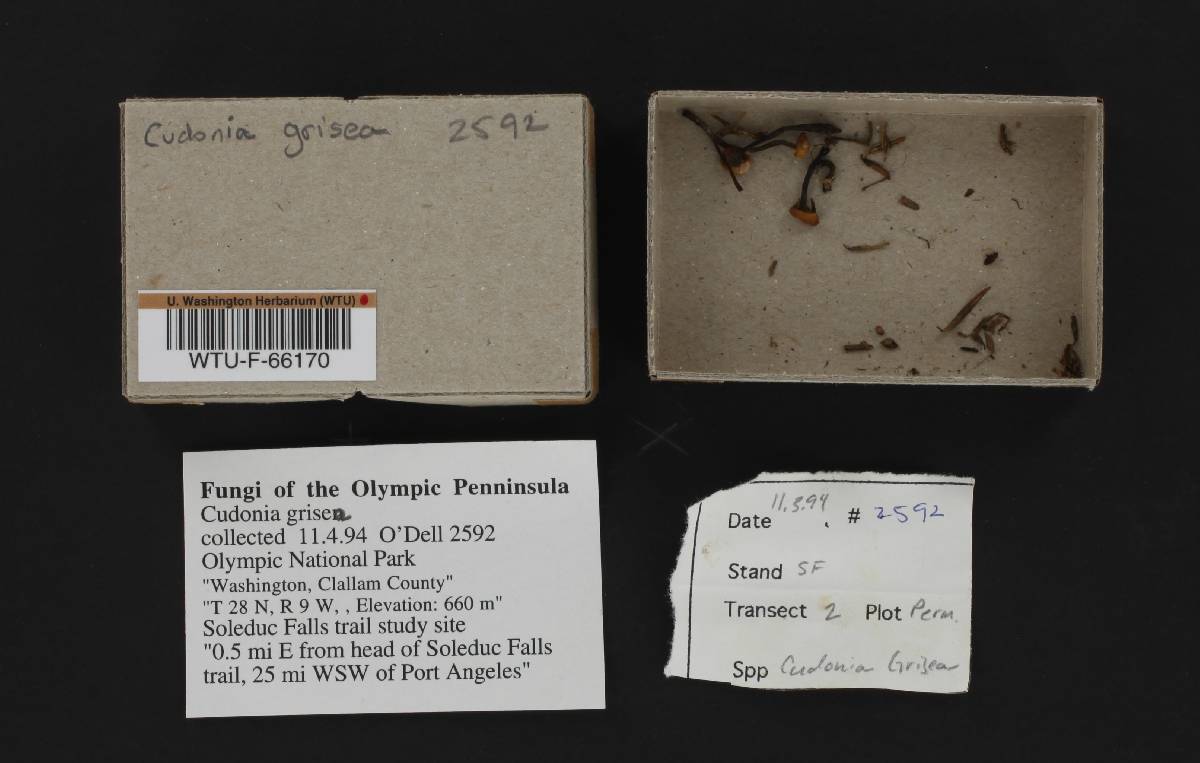 Cudonia grisea 2592
U. Washington Herbarium (WTU)
WTU-F-66170
Fungi of the Olympic Penninsula
Cudonia grisea
collected 11.4.94 O'Dell 2592
Olympic National Park
"Washington, Clallam County"
"T 28 N, R 9 W, , Elevation: 660 m"
Soleduc Falls trail study site
"0.5 mi E from head of Soleduc Falls
trail, 25 mi WSW of Port Angeles"
Date 11.3.94 . # 2592
Stand SF
Transect 2 Plot Perm.
Spp Cudonia Grisea